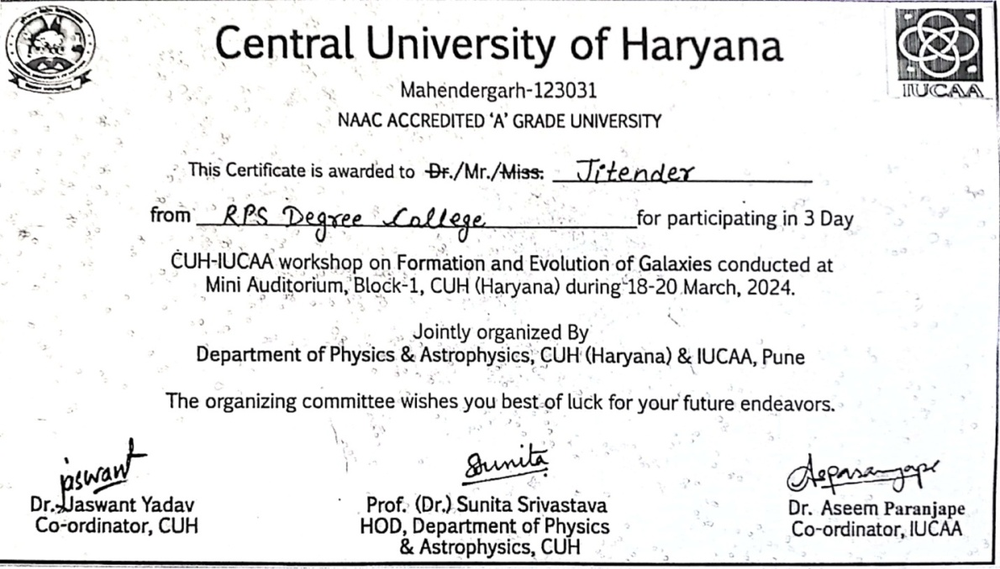 Central University of Haryana
IUCAA
Mahendergarh-123031
NAAC ACCREDITED 'A' GRADE UNIVERSITY
This Certificate is awarded to Dr./Mr./Miss. Jitender
from RPS Degree College for participating in 3 Day
CUH-IUCAA workshop on Formation and Evolution of Galaxies conducted at
Mini Auditorium, Block-1, CUH (Haryana) during 18-20 March, 2024.
Jointly organized By
Department of Physics & Astrophysics, CUH (Haryana) & IUCAA, Pune
The organizing committee wishes you best of luck for your future endeavors.
jaswant
Sunita
Aseparanjape
Dr. Jaswant Yadav
Co-ordinator, CUH
Prof. (Dr.) Sunita Srivastava
HOD, Department of Physics
& Astrophysics, CUH
Dr. Aseem Paranjape
Co-ordinator, IUCAA